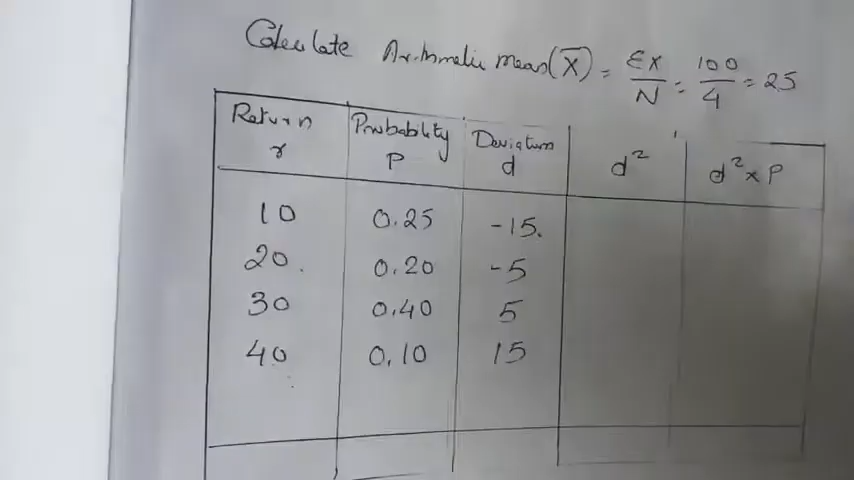 Calculate Arithmetic mean (X̄) = ΣX/N = 100/4 = 25
Return r | Probability P | Deviation d | d² | d² x P
10 | 0.25 | -15.
20. | 0.20 | -5
30 | 0.40 | 5
40 | 0.10 | 15